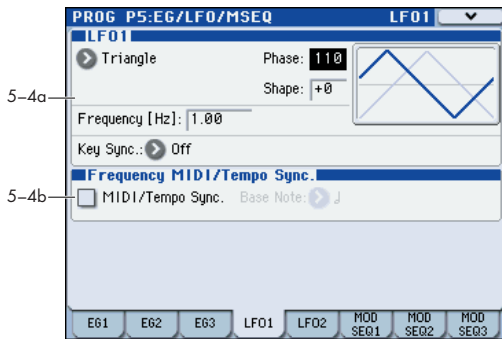 PROG P5:EG/LFO/MSEQ LFO1
LFO1
Triangle Phase: 110
Shape: +0
5-4a
Frequency [Hz]: 1.00
Key Sync.: Off
Frequency MIDI/Tempo Sync.
5-4b
MIDI/Tempo Sync. Base Note: ♩
EG1 EG2 EG3 LFO1 LFO2 MOD SEQ1 MOD SEQ2 MOD SEQ3